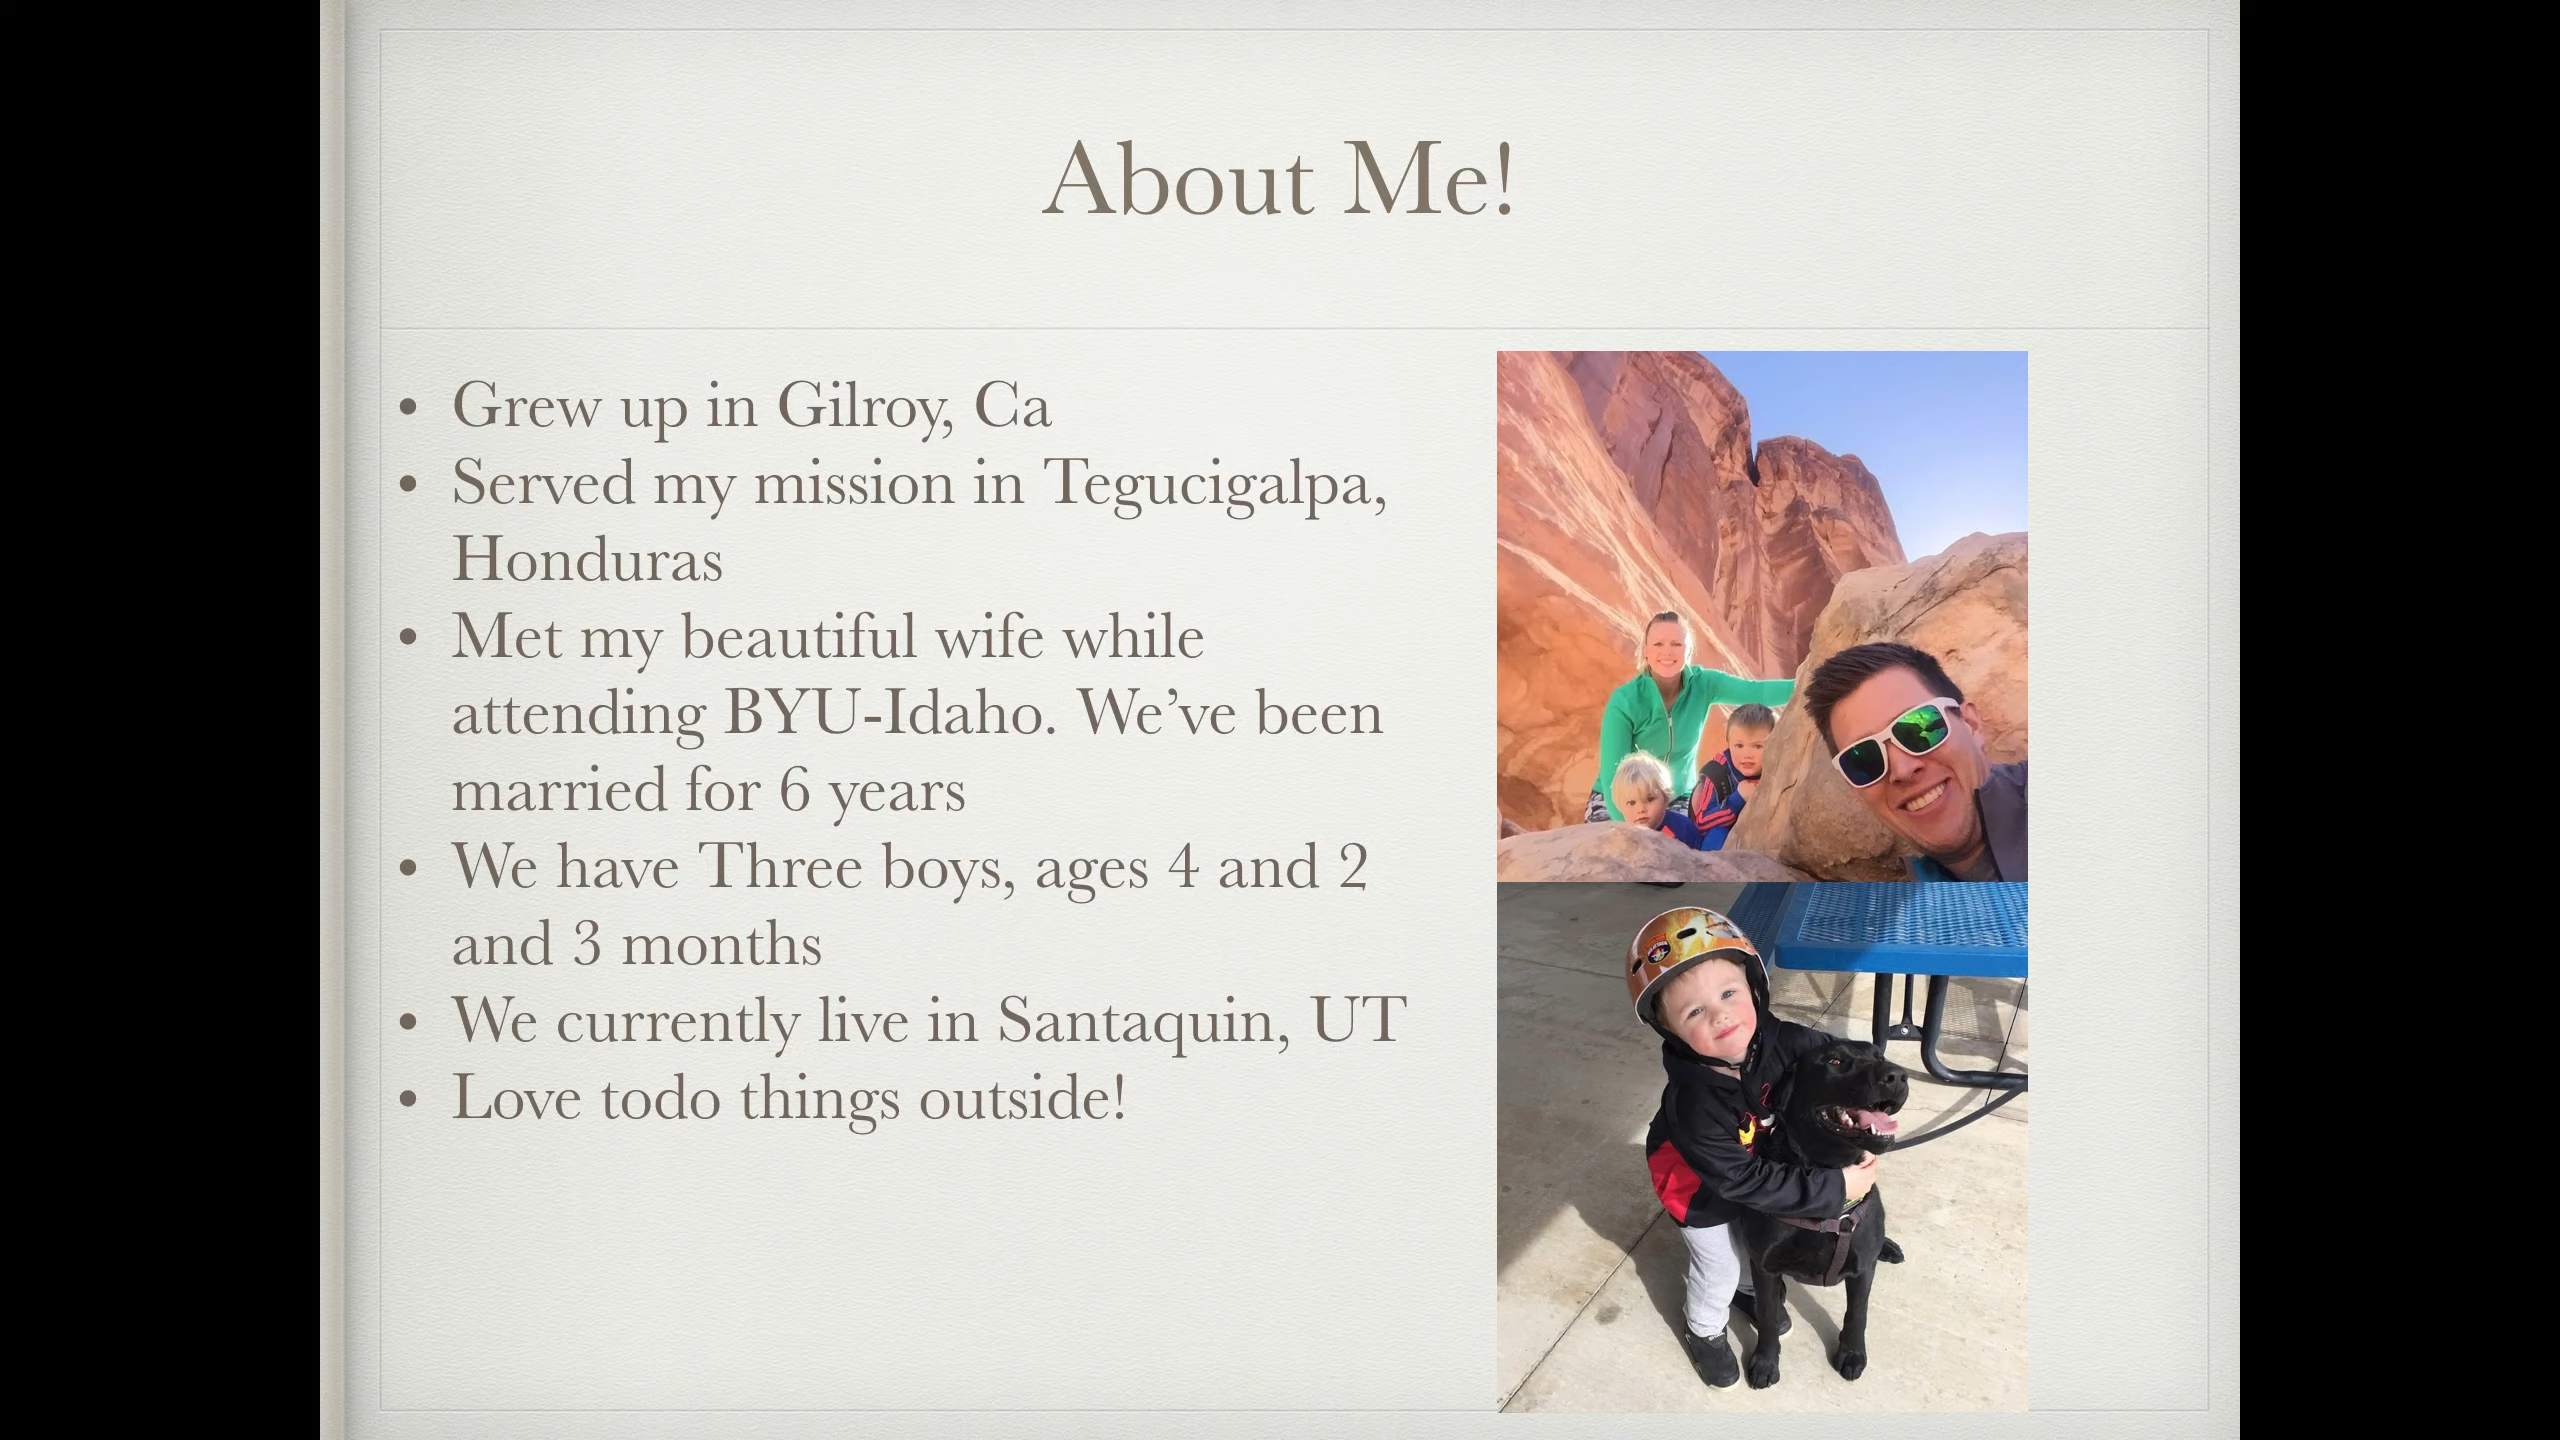 About Me!
• Grew up in Gilroy, Ca
• Served my mission in Tegucigalpa,
Honduras
• Met my beautiful wife while
attending BYU-Idaho. We’ve been
married for 6 years
• We have Three boys, ages 4 and 2
and 3 months
• We currently live in Santaquin, UT
• Love todo things outside!